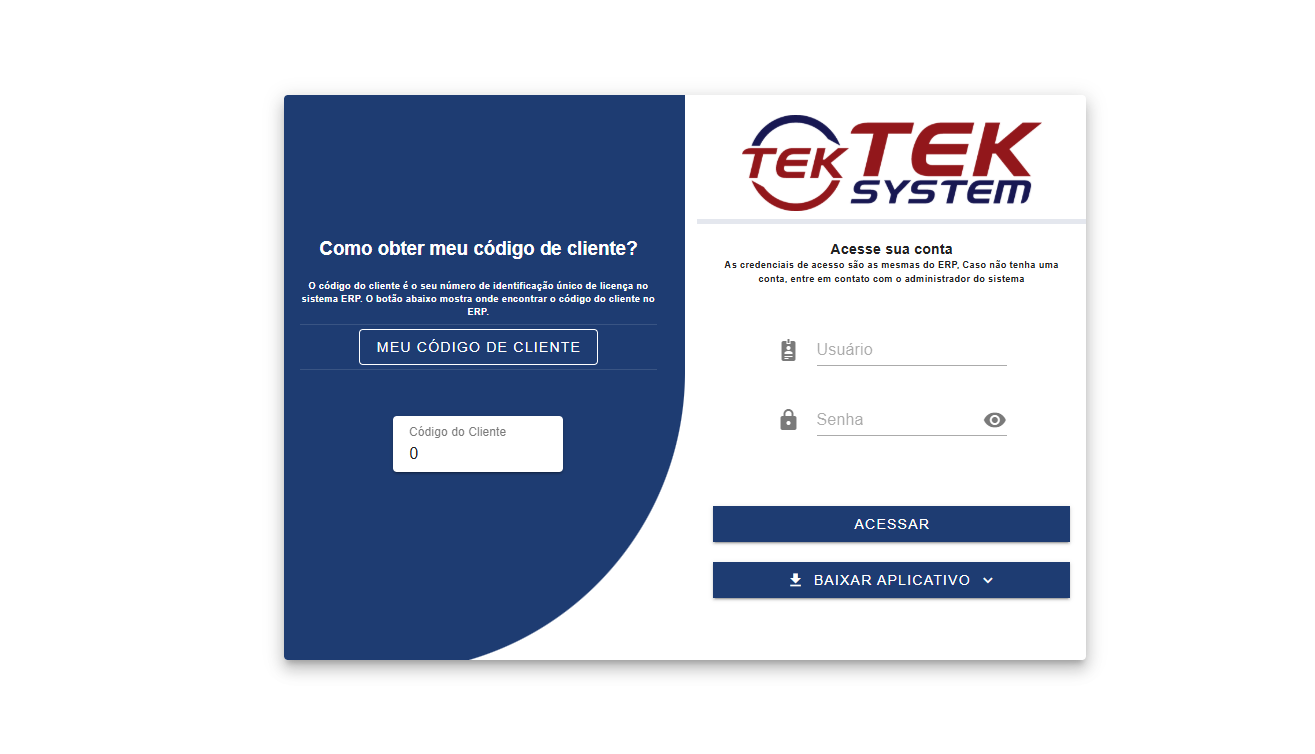 Como obter meu código de cliente?
O código do cliente é o seu número de identificação único de licença no
sistema ERP. O botão abaixo mostra onde encontrar o código do cliente no
ERP.
MEU CÓDIGO DE CLIENTE
Código do Cliente
0
TEK
TEK
SYSTEM
Acesse sua conta
As credenciais de acesso são as mesmas do ERP, Caso não tenha uma
conta, entre em contato com o administrador do sistema
Usuário
Senha
ACESSAR
BAIXAR APLICATIVO